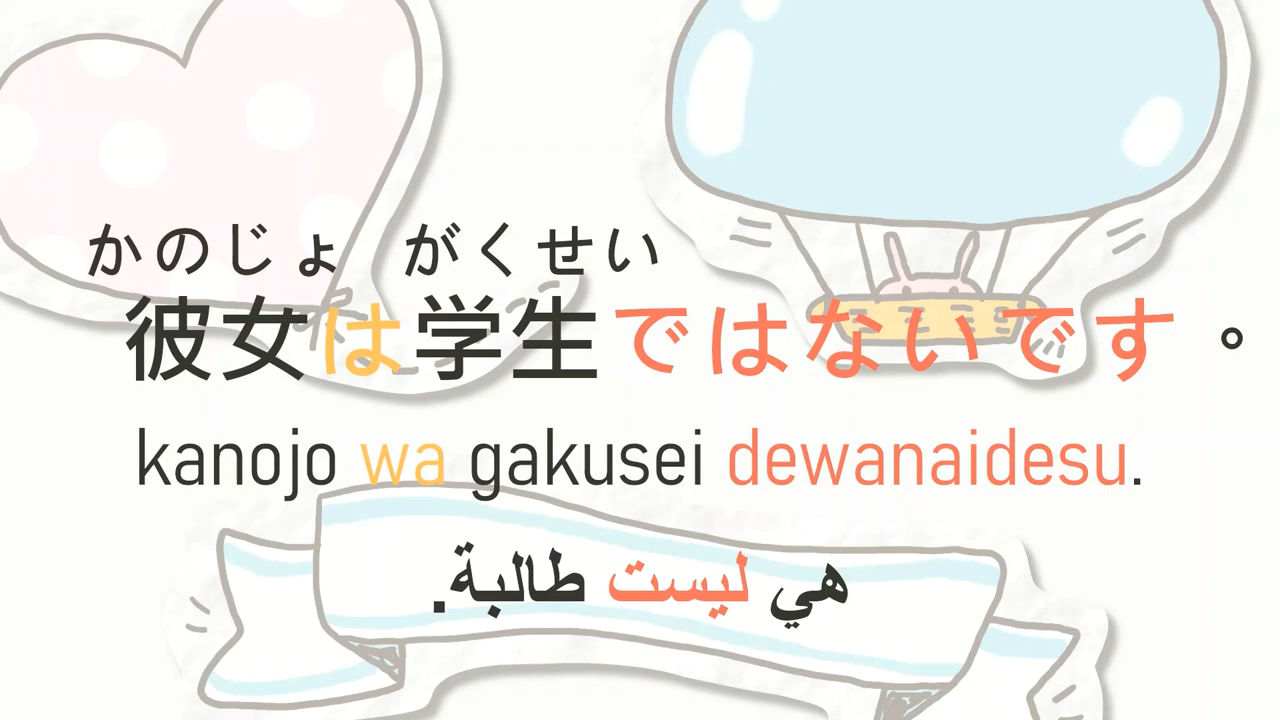 かのじょ がくせい
彼女は学生ではないです。
kanojo wa gakusei dewanaidesu.
هي ليست طالبة.